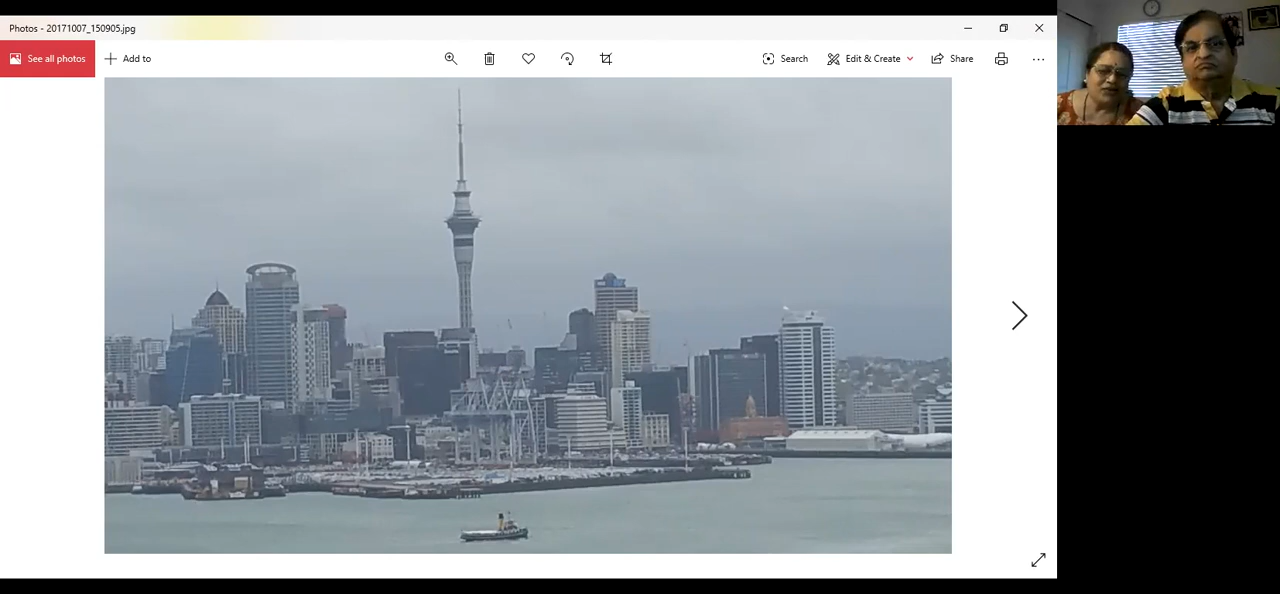 Photos - 20171007_150905.jpg
See all photos
Add to
Search
Edit & Create
Share